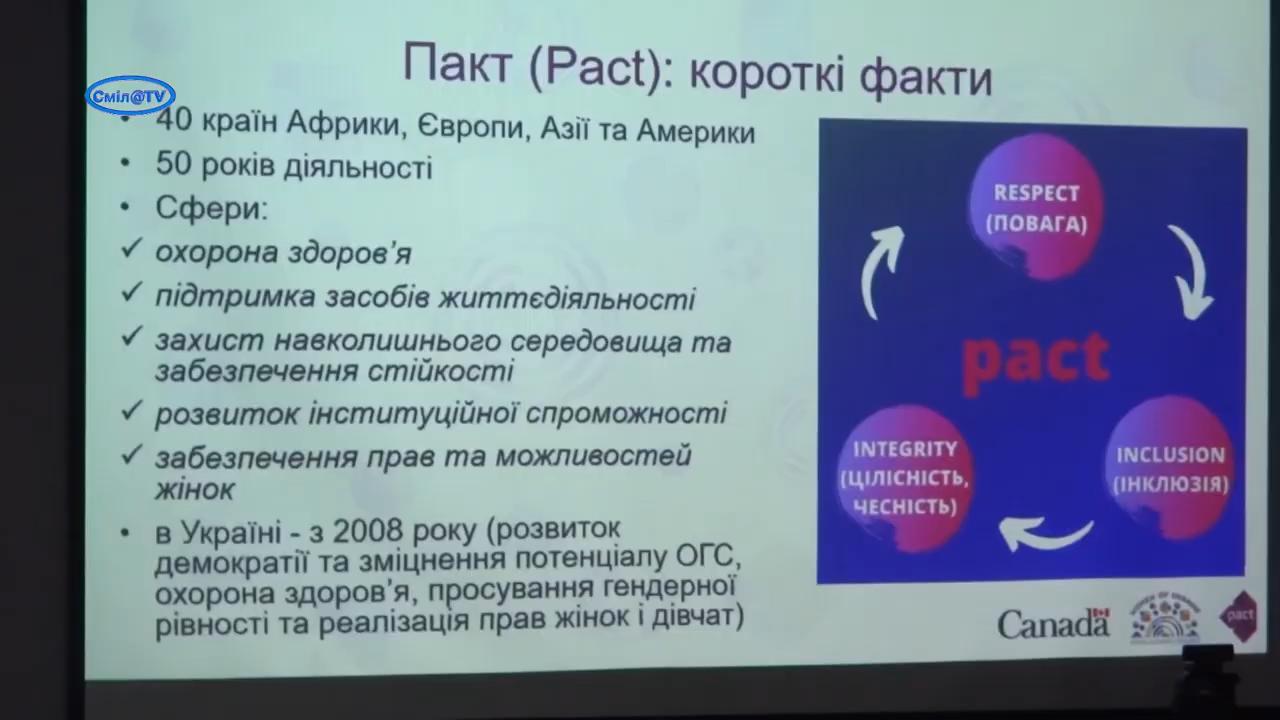 Пакт (Pact): короткі факти
Сміл@TV
• 40 країн Африки, Європи, Азії та Америки
• 50 років діяльності
• Сфери:
✓ охорона здоров’я
✓ підтримка засобів життєдіяльності
✓ захист навколишнього середовища та
забезпечення стійкості
✓ розвиток інституційної спроможності
✓ забезпечення прав та можливостей
жінок
• в Україні - з 2008 року (розвиток
демократії та зміцнення потенціалу ОГС,
охорона здоров’я, просування гендерної
рівності та реалізація прав жінок і дівчат)
RESPECT
(ПОВАГА)
pact
INTEGRITY
(ЦІЛІСНІСТЬ,
ЧЕСНІСТЬ)
INCLUSION
(ІНКЛЮЗІЯ)
Canada
pact